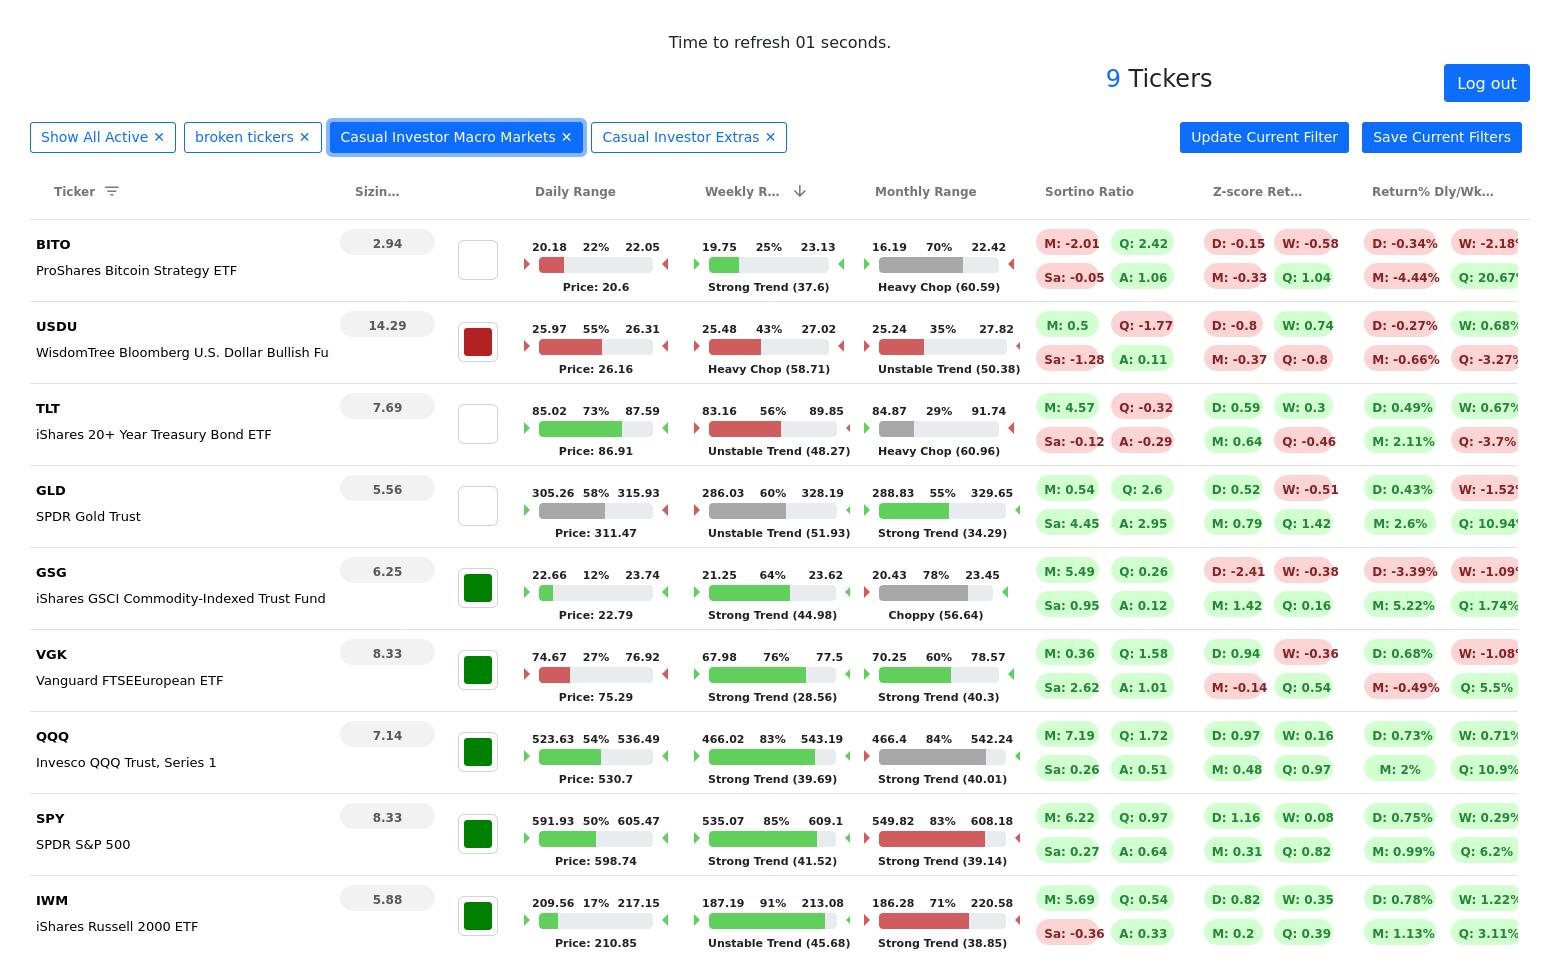 Time to refresh 01 seconds.
9 Tickers
Log out
Show All Active ✕ broken tickers ✕ Casual Investor Macro Markets ✕ Casual Investor Extras ✕ Update Current Filter Save Current Filters
Ticker Sizin… Daily Range Weekly R… Monthly Range Sortino Ratio Z-score Ret… Return% Dly/Wk…
BITO 2.94 20.18 22% 22.05 19.75 25% 23.13 16.19 70% 22.42 M: -2.01 Q: 2.42 D: -0.15 W: -0.58 D: -0.34% W: -2.18%
ProShares Bitcoin Strategy ETF Price: 20.6 Strong Trend (37.6) Heavy Chop (60.59) Sa: -0.05 A: 1.06 M: -0.33 Q: 1.04 M: -4.44% Q: 20.67%
USDU 14.29 25.97 55% 26.31 25.48 43% 27.02 25.24 35% 27.82 M: 0.5 Q: -1.77 D: -0.8 W: 0.74 D: -0.27% W: 0.68%
WisdomTree Bloomberg U.S. Dollar Bullish Fu Price: 26.16 Heavy Chop (58.71) Unstable Trend (50.38) Sa: -1.28 A: 0.11 M: -0.37 Q: -0.8 M: -0.66% Q: -3.27%
TLT 7.69 85.02 73% 87.59 83.16 56% 89.85 84.87 29% 91.74 M: 4.57 Q: -0.32 D: 0.59 W: 0.3 D: 0.49% W: 0.67%
iShares 20+ Year Treasury Bond ETF Price: 86.91 Unstable Trend (48.27) Heavy Chop (60.96) Sa: -0.12 A: -0.29 M: 0.64 Q: -0.46 M: 2.11% Q: -3.7%
GLD 5.56 305.26 58% 315.93 286.03 60% 328.19 288.83 55% 329.65 M: 0.54 Q: 2.6 D: 0.52 W: -0.51 D: 0.43% W: -1.52%
SPDR Gold Trust Price: 311.47 Unstable Trend (51.93) Strong Trend (34.29) Sa: 4.45 A: 2.95 M: 0.79 Q: 1.42 M: 2.6% Q: 10.94%
GSG 6.25 22.66 12% 23.74 21.25 64% 23.62 20.43 78% 23.45 M: 5.49 Q: 0.26 D: -2.41 W: -0.38 D: -3.39% W: -1.09%
iShares GSCI Commodity-Indexed Trust Fund Price: 22.79 Strong Trend (44.98) Choppy (56.64) Sa: 0.95 A: 0.12 M: 1.42 Q: 0.16 M: 5.22% Q: 1.74%
VGK 8.33 74.67 27% 76.92 67.98 76% 77.5 70.25 60% 78.57 M: 0.36 Q: 1.58 D: 0.94 W: -0.36 D: 0.68% W: -1.08%
Vanguard FTSEEuropean ETF Price: 75.29 Strong Trend (28.56) Strong Trend (40.3) Sa: 2.62 A: 1.01 M: -0.14 Q: 0.54 M: -0.49% Q: 5.5%
QQQ 7.14 523.63 54% 536.49 466.02 83% 543.19 466.4 84% 542.24 M: 7.19 Q: 1.72 D: 0.97 W: 0.16 D: 0.73% W: 0.71%
Invesco QQQ Trust, Series 1 Price: 530.7 Strong Trend (39.69) Strong Trend (40.01) Sa: 0.26 A: 0.51 M: 0.48 Q: 0.97 M: 2% Q: 10.9%
SPY 8.33 591.93 50% 605.47 535.07 85% 609.1 549.82 83% 608.18 M: 6.22 Q: 0.97 D: 1.16 W: 0.08 D: 0.75% W: 0.29%
SPDR S&P 500 Price: 598.74 Strong Trend (41.52) Strong Trend (39.14) Sa: 0.27 A: 0.64 M: 0.31 Q: 0.82 M: 0.99% Q: 6.2%
IWM 5.88 209.56 17% 217.15 187.19 91% 213.08 186.28 71% 220.58 M: 5.69 Q: 0.54 D: 0.82 W: 0.35 D: 0.78% W: 1.22%
iShares Russell 2000 ETF Price: 210.85 Unstable Trend (45.68) Strong Trend (38.85) Sa: -0.36 A: 0.33 M: 0.2 Q: 0.39 M: 1.13% Q: 3.11%